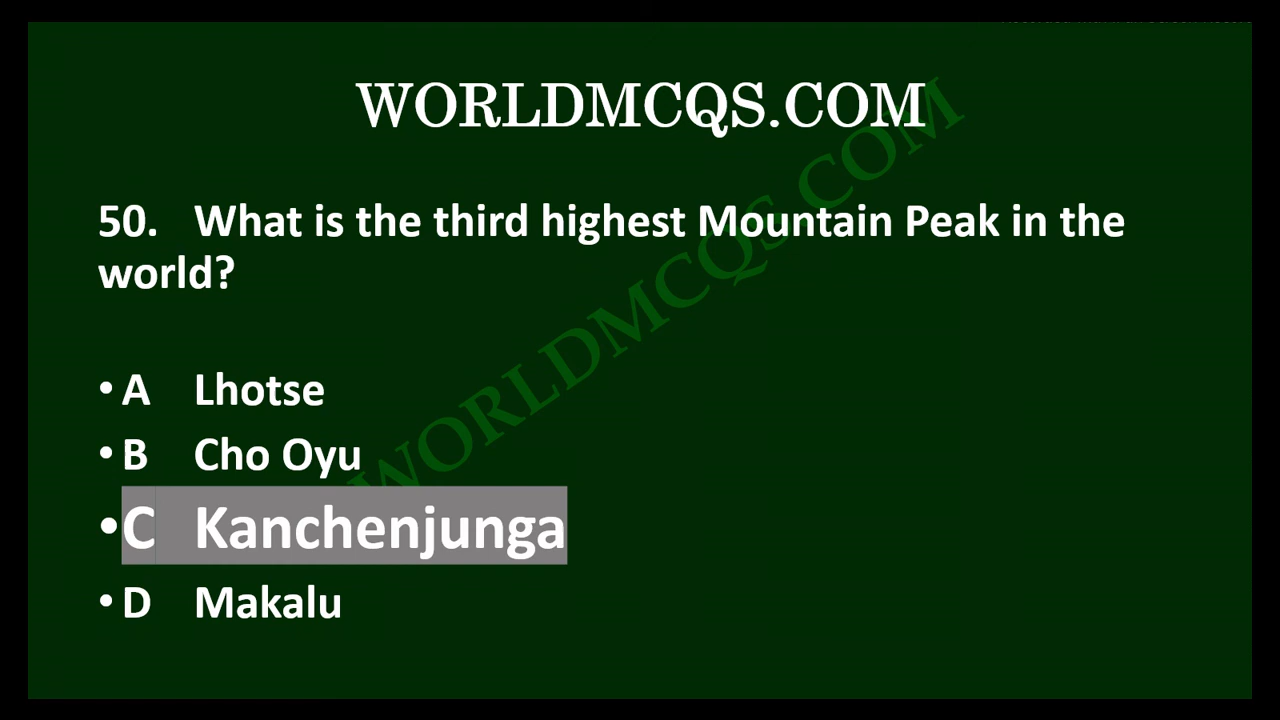 WORLDMCQS.COM
50. What is the third highest Mountain Peak in the
world?
• A Lhotse
• B Cho Oyu
• C Kanchenjunga
• D Makalu
WORLDMCQS.COM